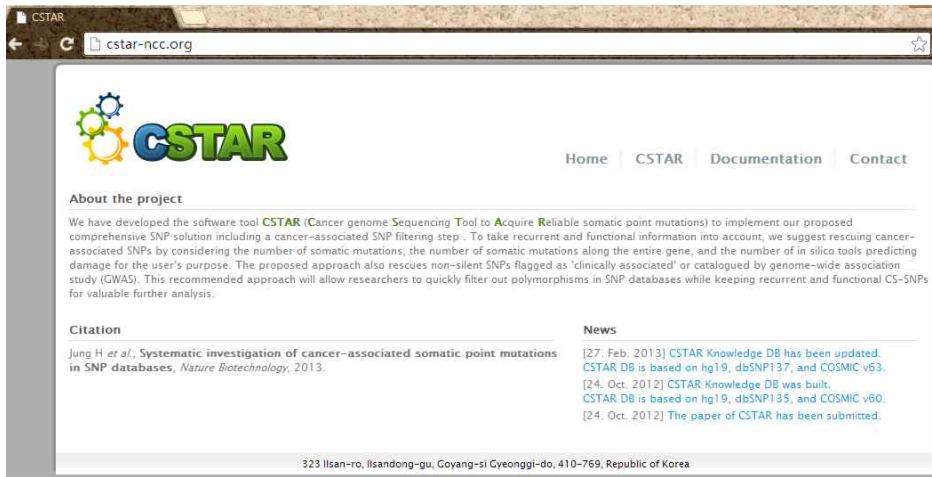 CSTAR
cstar-ncc.org
CSTAR
Home CSTAR Documentation Contact
About the project
We have developed the software tool CSTAR (Cancer genome Sequencing Tool to Acquire Reliable somatic point mutations) to implement our proposed
comprehensive SNP solution including a cancer-associated SNP filtering step . To take recurrent and functional information into account, we suggest rescuing cancer-
associated SNPs by considering the number of somatic mutations, the number of somatic mutations along the entire gene, and the number of in silico tools predicting
damage for the user's purpose. The proposed approach also rescues non-silent SNPs flagged as 'clinically associated' or catalogued by genome-wide association
study (GWAS). This recommended approach will allow researchers to quickly filter out polymorphisms in SNP databases while keeping recurrent and functional CS-SNPs
for valuable further analysis.
Citation
Jung H et al., Systematic investigation of cancer-associated somatic point mutations
in SNP databases, Nature Biotechnology, 2013.
News
[27. Feb. 2013] CSTAR Knowledge DB has been updated.
CSTAR DB is based on hg19, dbSNP137, and COSMIC v63.
[24. Oct. 2012] CSTAR Knowledge DB was built.
CSTAR DB is based on hg19, dbSNP135, and COSMIC v60.
[24. Oct. 2012] The paper of CSTAR has been submitted.
323 Ilsan-ro, Ilsandong-gu, Goyang-si Gyeonggi-do, 410-769, Republic of Korea